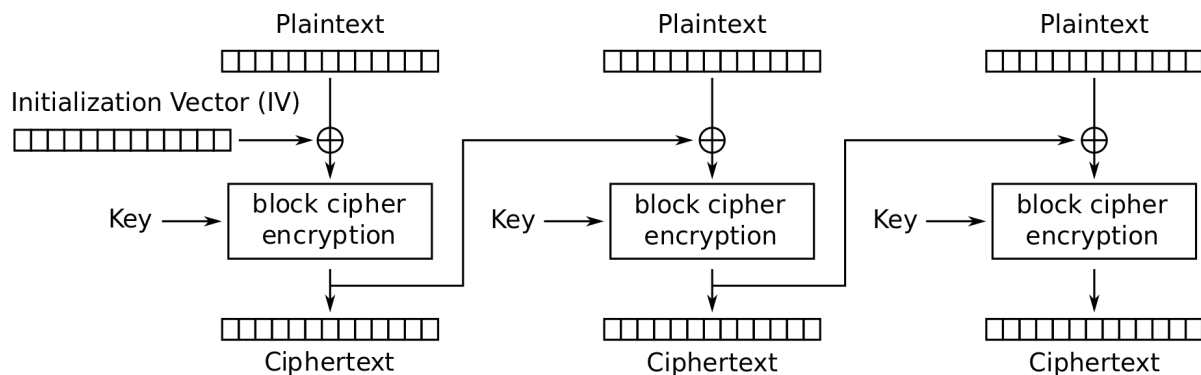 Plaintext
Plaintext
Plaintext
Initialization Vector (IV)
Key
block cipher
encryption
Key
block cipher
encryption
Key
block cipher
encryption
Ciphertext
Ciphertext
Ciphertext